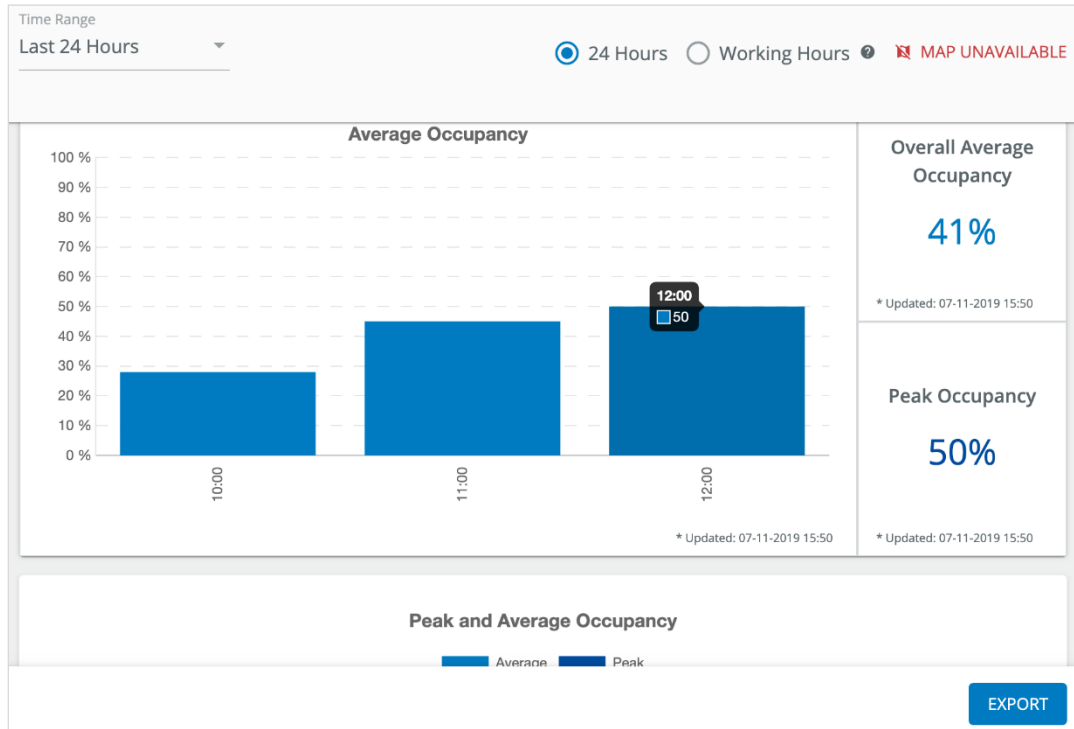 Time Range
Last 24 Hours
24 Hours
Working Hours
?
MAP UNAVAILABLE
Average Occupancy
100 %
90 %
80 %
70 %
60 %
50 %
40 %
30 %
20 %
10 %
0 %
12:00
50
10:00
11:00
12:00
* Updated: 07-11-2019 15:50
Overall Average
Occupancy
41%
* Updated: 07-11-2019 15:50
Peak Occupancy
50%
* Updated: 07-11-2019 15:50
Peak and Average Occupancy
Average
Peak
EXPORT